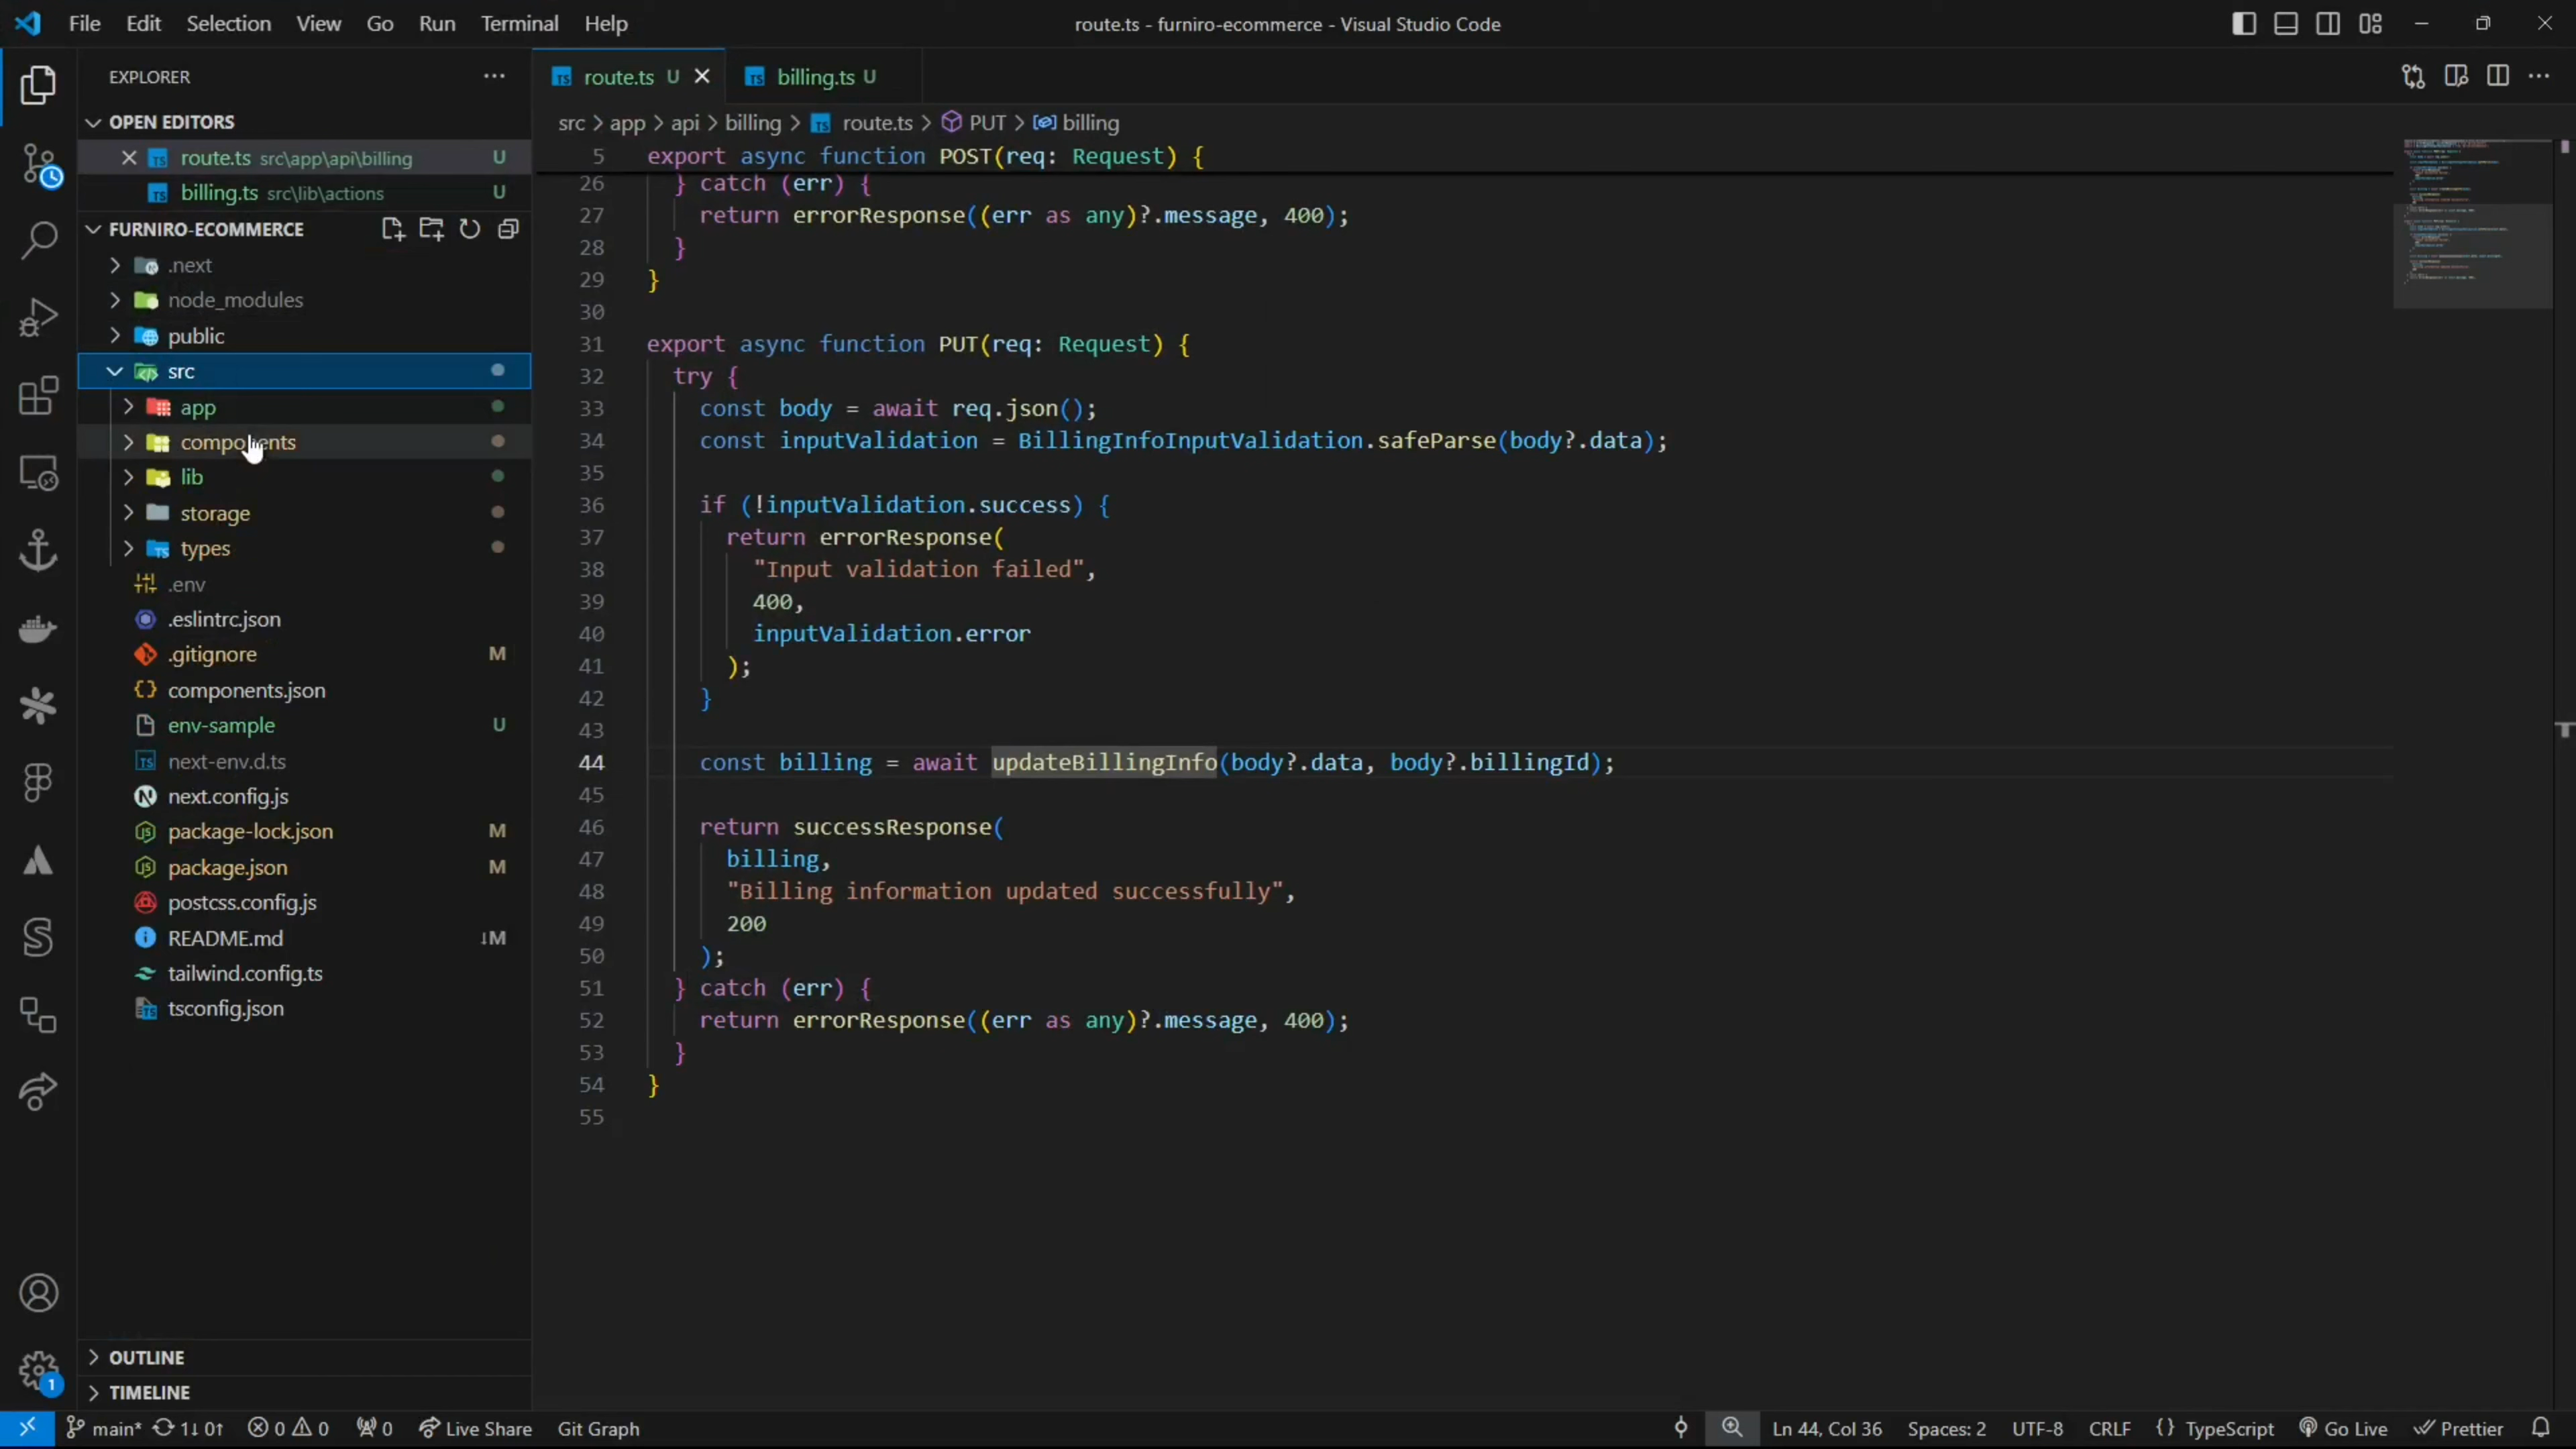 File Edit Selection View Go Run Terminal Help
route.ts - furniro-ecommerce - Visual Studio Code
EXPLORER
OPEN EDITORS
route.ts src\app\api\billing U
billing.ts src\lib\actions U
FURNIRO-ECOMMERCE
.next
node_modules
public
src
app
components
lib
storage
types
.env
.eslintrc.json
.gitignore M
components.json
env-sample U
next-env.d.ts
next.config.js
package-lock.json M
package.json M
postcss.config.js
README.md ↓M
tailwind.config.ts
tsconfig.json
OUTLINE
TIMELINE
route.ts U
billing.ts U
src > app > api > billing > route.ts > PUT > billing
5 export async function POST(req: Request) {
26 } catch (err) {
27 return errorResponse((err as any)?.message, 400);
28 }
29 }
30
31 export async function PUT(req: Request) {
32 try {
33 const body = await req.json();
34 const inputValidation = BillingInfoInputValidation.safeParse(body?.data);
35
36 if (!inputValidation.success) {
37 return errorResponse(
38 "Input validation failed",
39 400,
40 inputValidation.error
41 );
42 }
43
44 const billing = await updateBillingInfo(body?.data, body?.billingId);
45
46 return successResponse(
47 billing,
48 "Billing information updated successfully",
49 200
50 );
51 } catch (err) {
52 return errorResponse((err as any)?.message, 400);
53 }
54 }
55
1
main* 1↓ 0↑ 0 0 0 Live Share Git Graph
Ln 44, Col 36 Spaces: 2 UTF-8 CRLF {} TypeScript Go Live Prettier